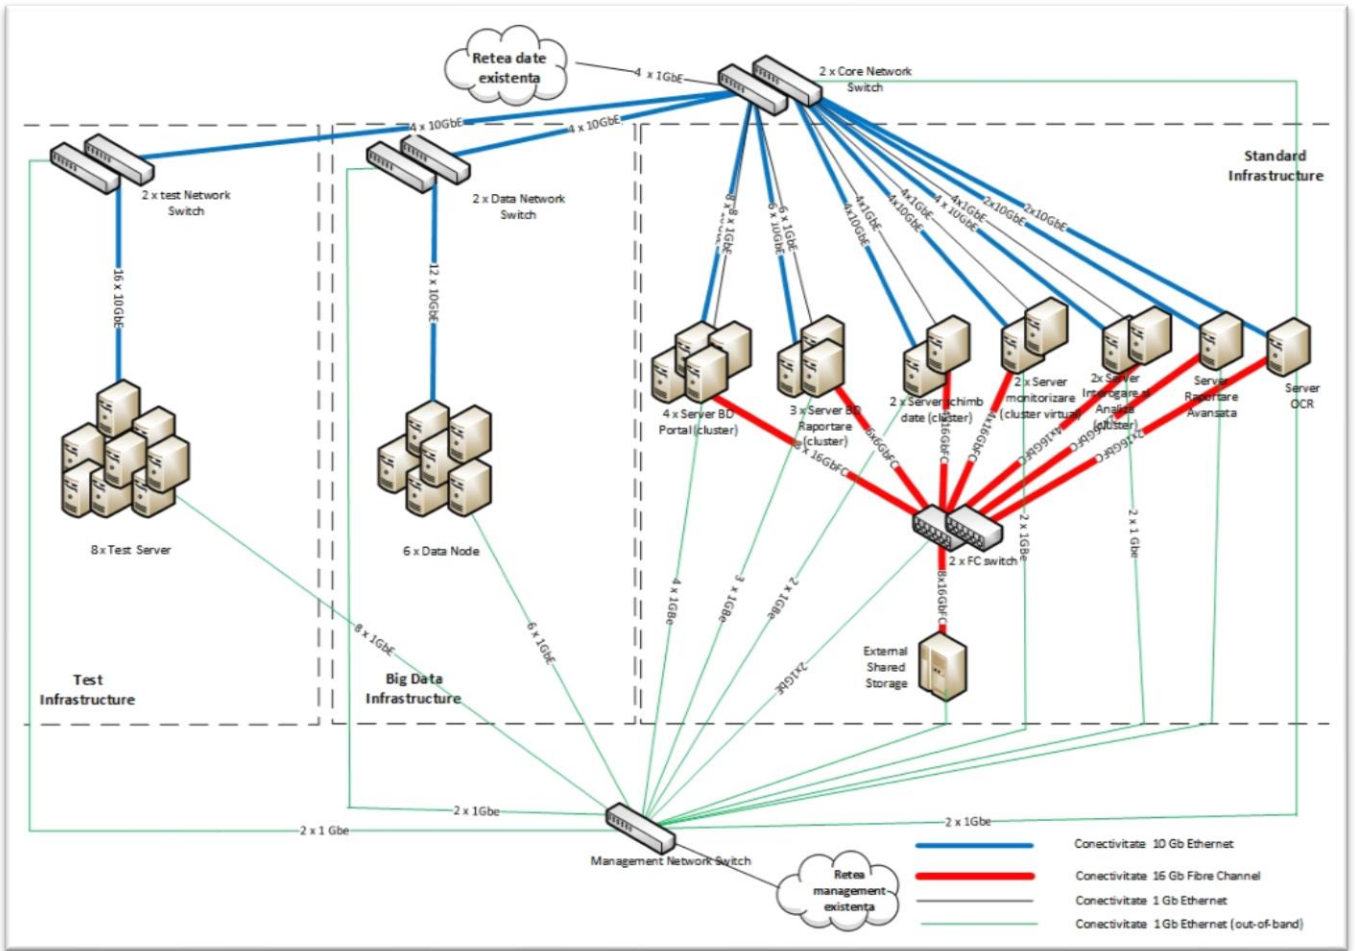 Retea date
existenta
4 x 1GbE
2 x Core Network
Switch
4 x 10GbE
4 x 10GbE
Standard
Infrastructure
2 x test Network
Switch
2 x Data Network
Switch
8 x 1GbE
6 x 10GbE
6 x 1GbE
4x10GbE
4x1GbE
4x10GbE
4x1GbE
4 x 10GbE
4x1GbE
2x10GbE
2x10GbE
16 x 10GbE
12 x 10GbE
4 x Server BD
Portal (cluster)
3 x Server BD
Raportare
(cluster)
2 x Server schimb
date (cluster)
2 x Server
monitorizare
(cluster virtual)
2x Server
Interogare si
Analiza
(cluster)
Server
Raportare
Avansata
Server
OCR
8 x 16GbFC
6x6GbFC
4x16GbFC
4x16GbFC
4x16GbFC
2x16GbFC
8 x Test Server
6 x Data Node
2 x FC switch
8x16GbFC
2 x 1GBe
2 x 1 Gbe
4 x 1GBe
3 x 1GBe
2 x 1GBe
2x1GbE
8 x 1GbE
6 x 1GbE
External
Shared
Storage
Test
Infrastructure
Big Data
Infrastructure
2 x 1Gbe
2 x 1 Gbe
2 x 1Gbe
Management Network Switch
Retea
management
existenta
Conectivitate 10 Gb Ethernet
Conectivitate 16 Gb Fibre Channel
Conectivitate 1 Gb Ethernet
Conectivitate 1Gb Ethernet (out-of-band)